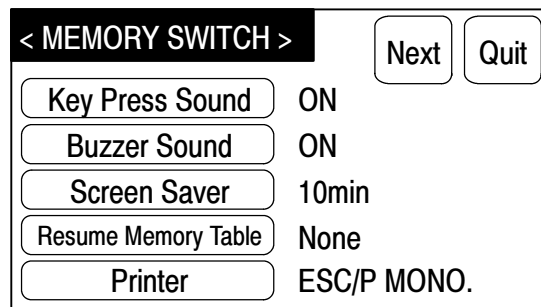 < MEMORY SWITCH > Next Quit
Key Press Sound ON
Buzzer Sound ON
Screen Saver 10min
Resume Memory Table None
Printer ESC/P MONO.